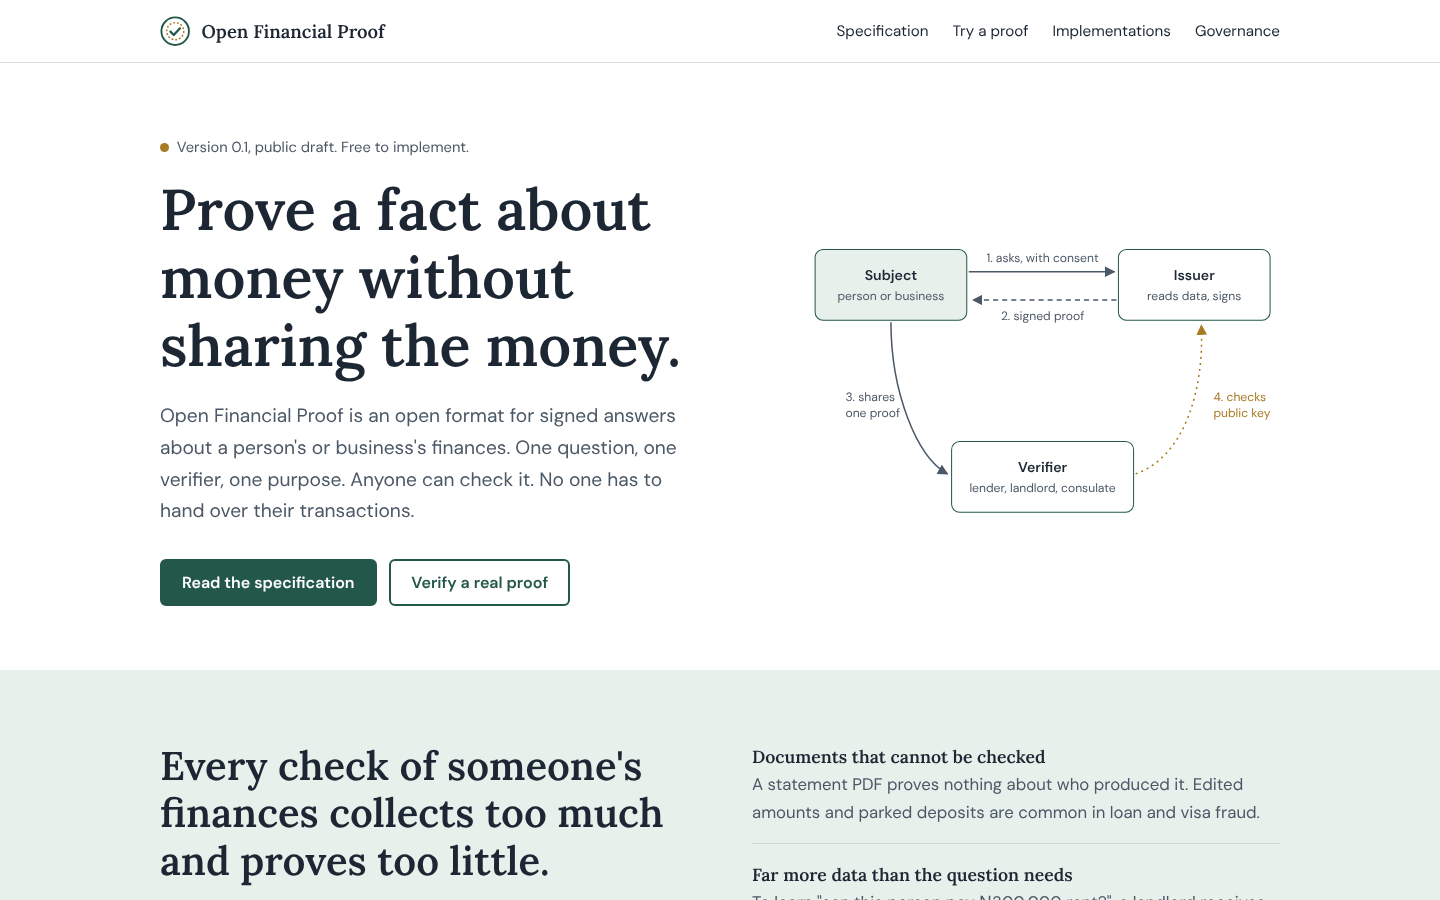 Open Financial Proof
Specification
Try a proof
Implementations
Governance
Version 0.1, public draft. Free to implement.
Prove a fact about
money without
sharing the money.
Open Financial Proof is an open format for signed answers
about a person's or business's finances. One question, one
verifier, one purpose. Anyone can check it. No one has to
hand over their transactions.
Read the specification
Verify a real proof
Subject
person or business
1. asks, with consent
2. signed proof
Issuer
reads data, signs
3. shares
one proof
4. checks
public key
Verifier
lender, landlord, consulate
Every check of someone's
finances collects too much
and proves too little.
Documents that cannot be checked
A statement PDF proves nothing about who produced it. Edited
amounts and parked deposits are common in loan and visa fraud.
Far more data than the question needs